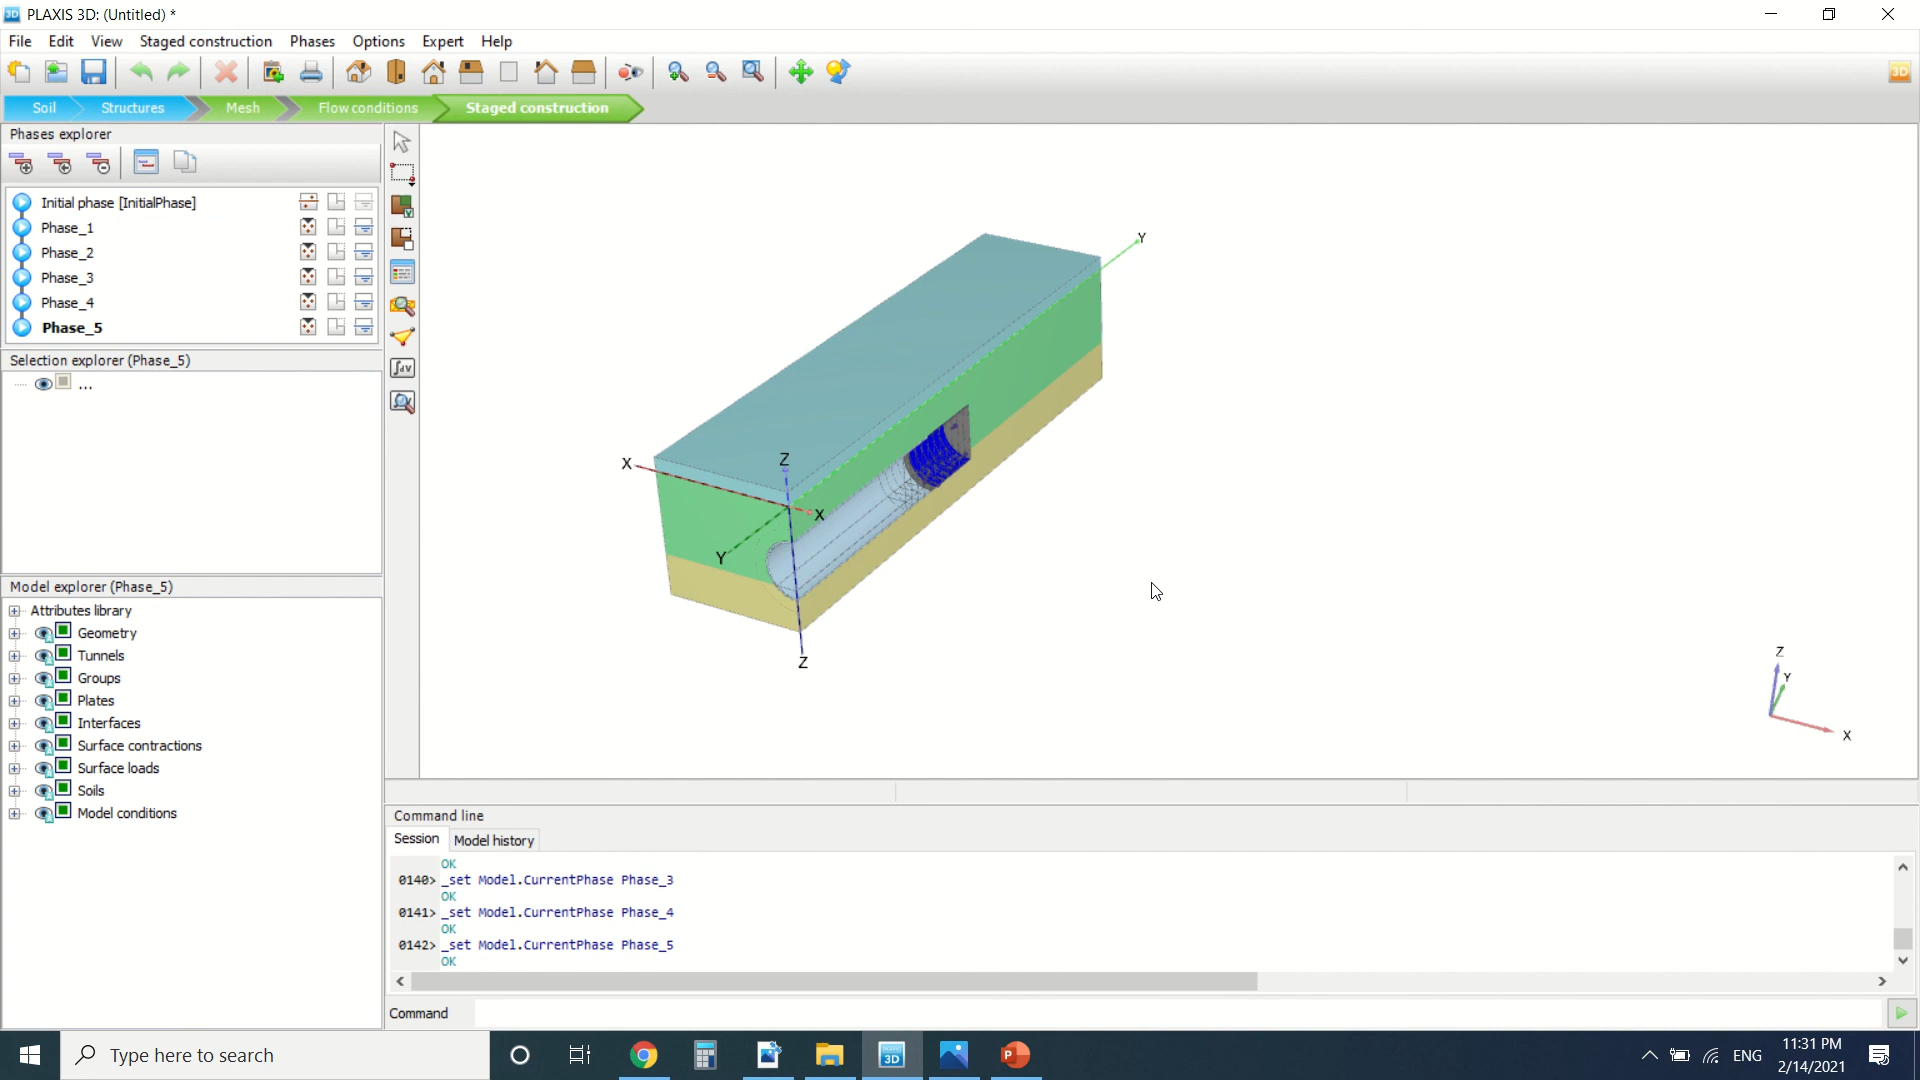 PLAXIS 3D: (Untitled) *
File Edit View Staged construction Phases Options Expert Help
3D
Soil Structures Mesh Flow conditions Staged construction
Phases explorer
Initial phase [InitialPhase]
Phase_1
Phase_2
Phase_3
Phase_4
Phase_5
Selection explorer (Phase_5)
...
Model explorer (Phase_5)
Attributes library
Geometry
Tunnels
Groups
Plates
Interfaces
Surface contractions
Surface loads
Soils
Model conditions
Y
X
Z
X
Y
Z
Z
Y
X
Command line
Session Model history
OK
0140> _set Model.CurrentPhase Phase_3
OK
0141> _set Model.CurrentPhase Phase_4
OK
0142> _set Model.CurrentPhase Phase_5
OK
Command
Type here to search
ENG
11:31 PM
2/14/2021